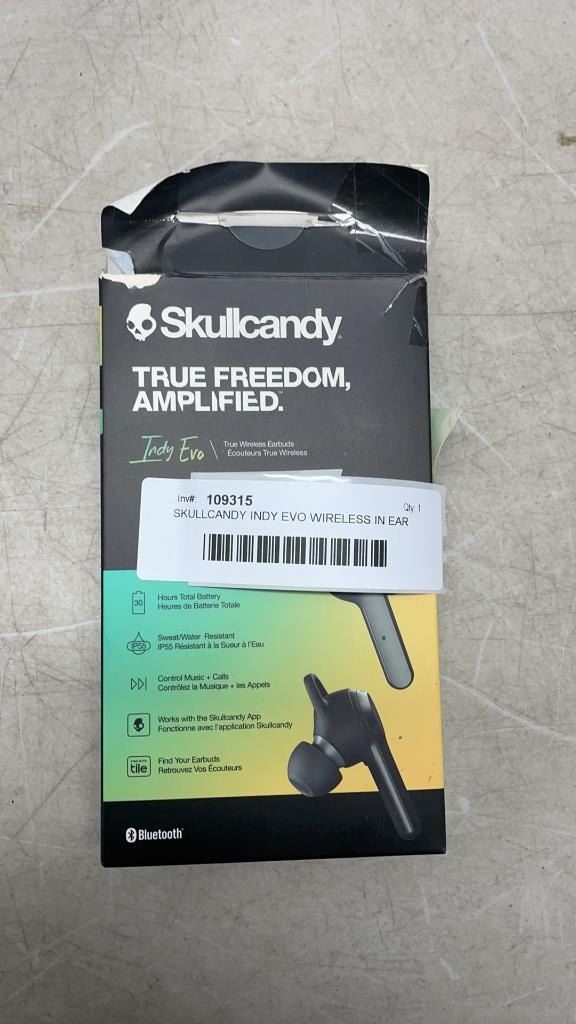 Skullcandy
TRUE FREEDOM,
AMPLIFIED.™
Indy Evo
True Wireless Earbuds
Écouteurs True Wireless
Inv#: 109315
Qty: 1
SKULLCANDY INDY EVO WIRELESS IN EAR
30
Hours Total Battery
Heures de Batterie Totale
IP55
Sweat/Water Resistant
IP55 Résistant à la Sueur à l'Eau
Control Music + Calls
Contrôlez la Musique + les Appels
Works with the Skullcandy App
Fonctionne avec l'application Skullcandy
tile
Find Your Earbuds
Retrouvez Vos Écouteurs
Bluetooth®